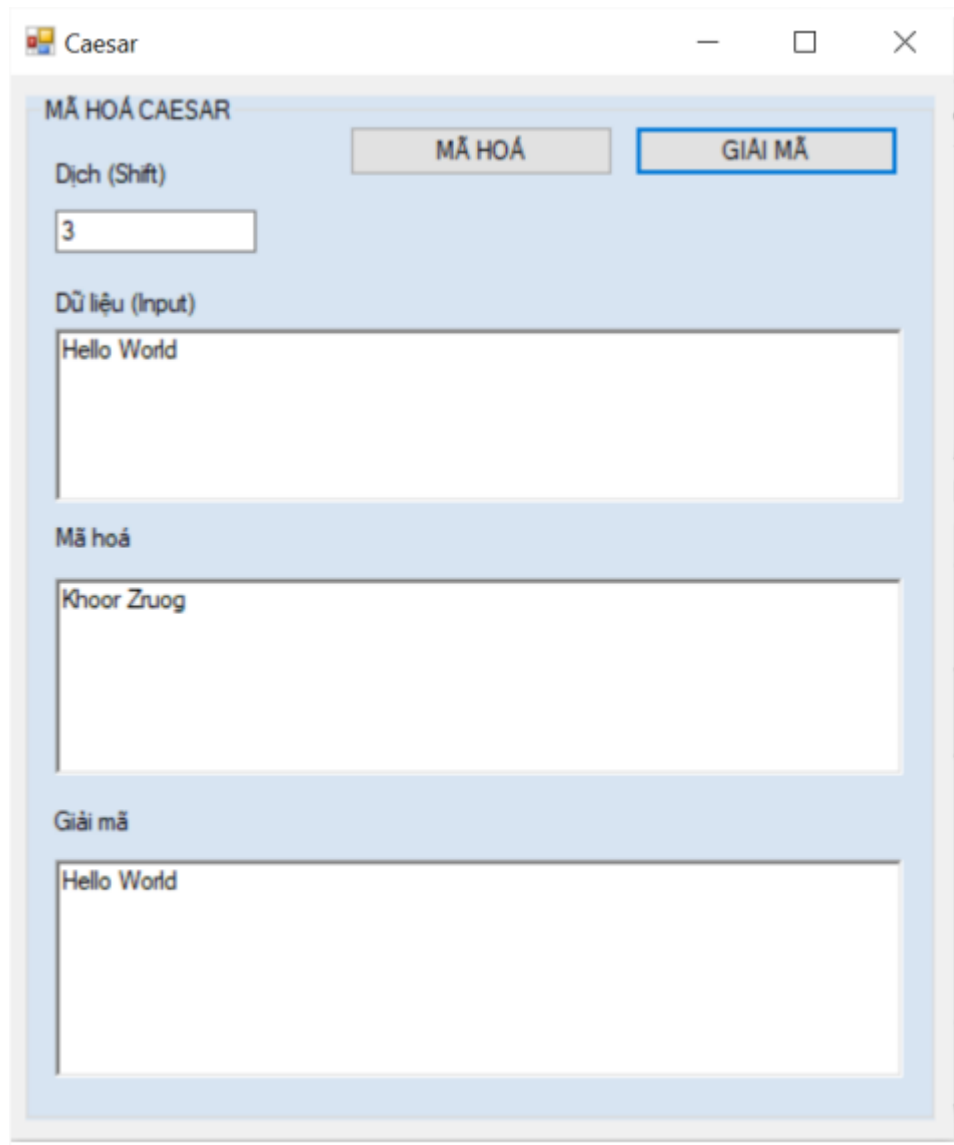 Caesar
MÃ HOÁ CAESAR
MÃ HOÁ
GIẢI MÃ
Dịch (Shift)
3
Dữ liệu (Input)
Hello World
Mã hoá
Khoor Zruog
Giải mã
Hello World